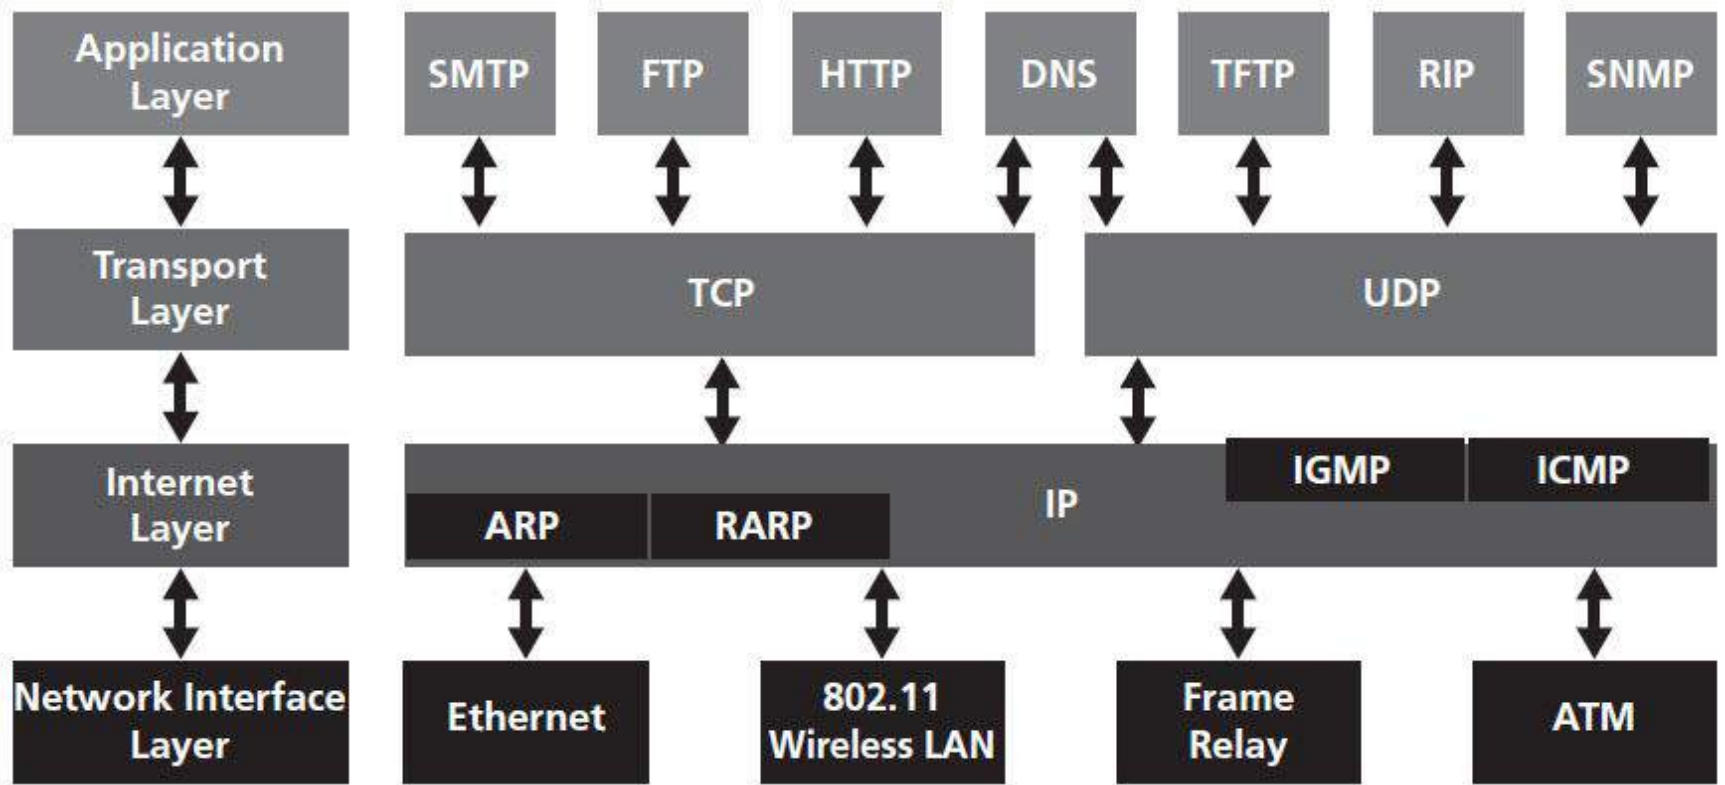 Application
Layer
SMTP
FTP
HTTP
DNS
TFTP
RIP
SNMP
Transport
Layer
TCP
UDP
Internet
Layer
ARP
RARP
IP
IGMP
ICMP
Network Interface
Layer
Ethernet
802.11
Wireless LAN
Frame
Relay
ATM